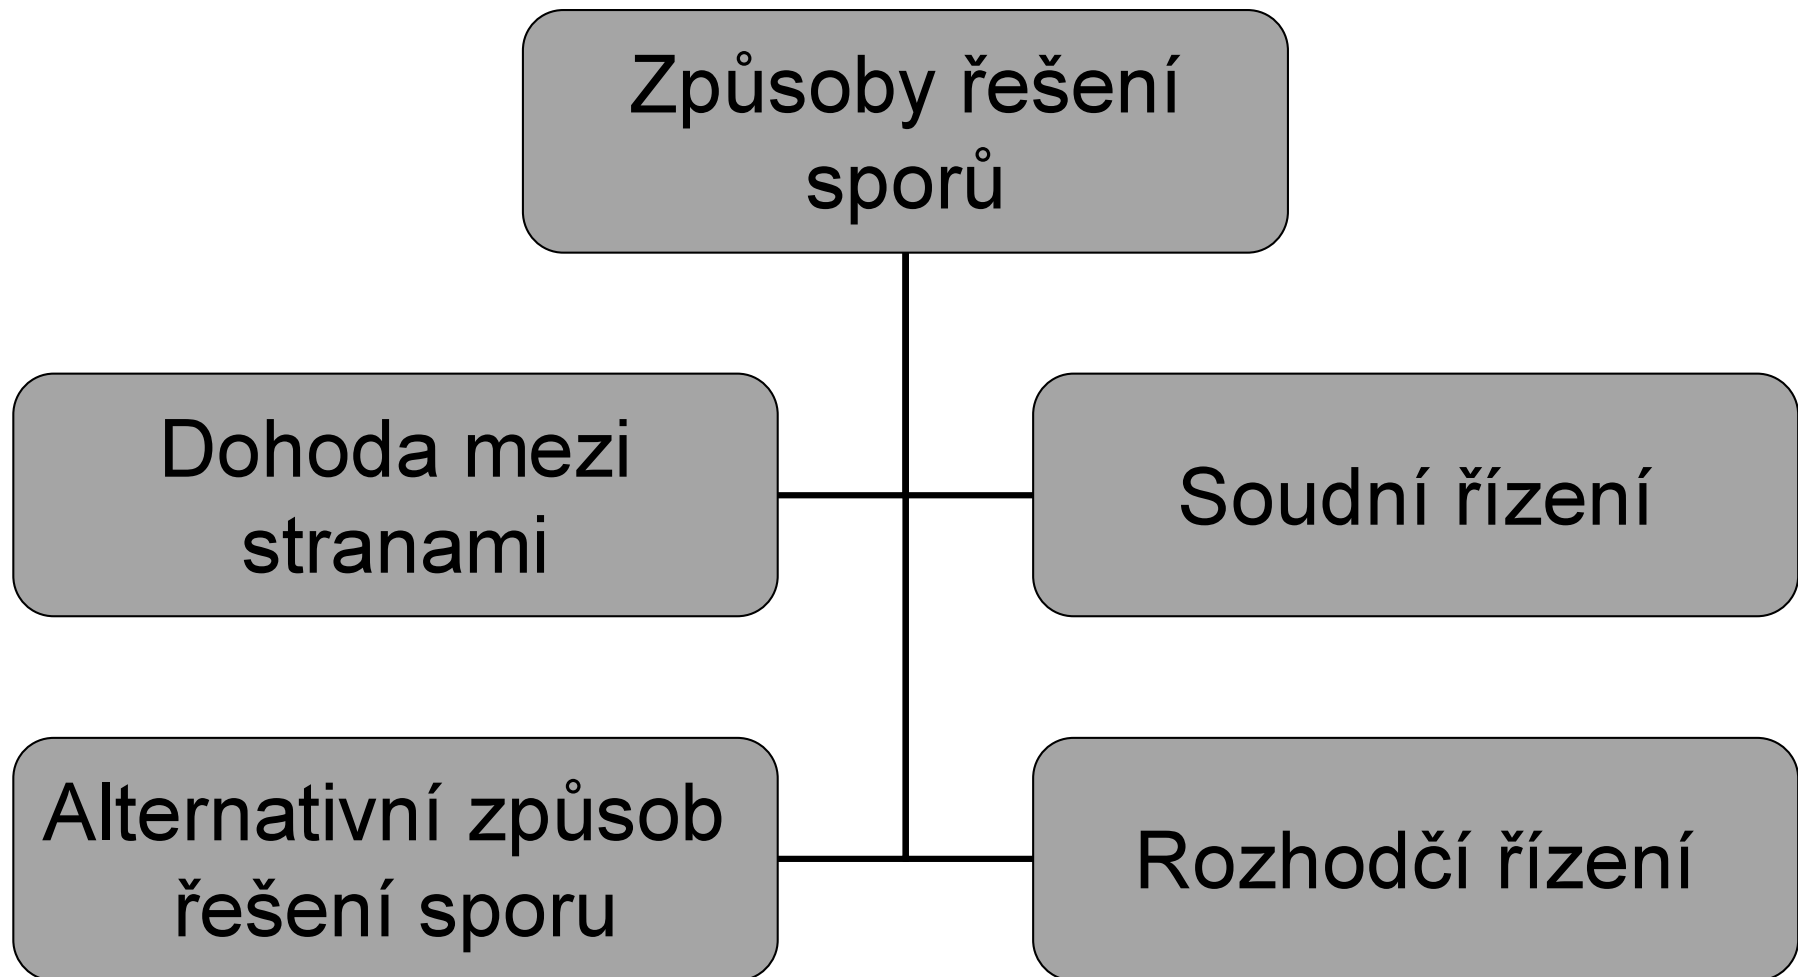 Způsoby řešení
sporů
Dohoda mezi
stranami
Soudní řízení
Alternativní způsob
řešení sporu
Rozhodčí řízení